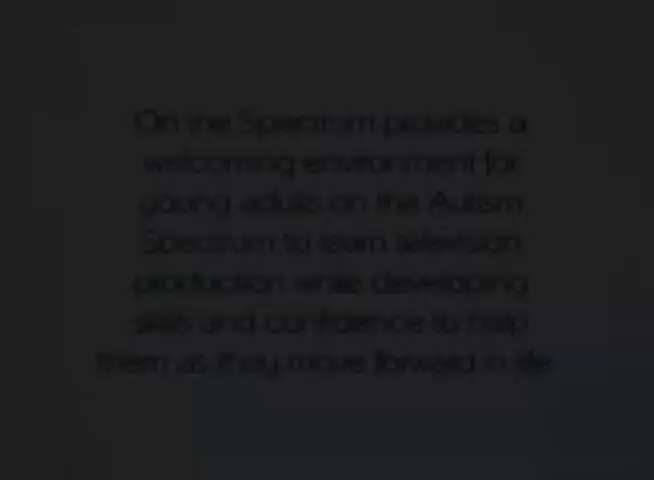 On the Spectrum provides a
welcoming environment for
young adults on the Autism
Spectrum to learn television
production while developing
skills and confidence to help
them as they move forward in life